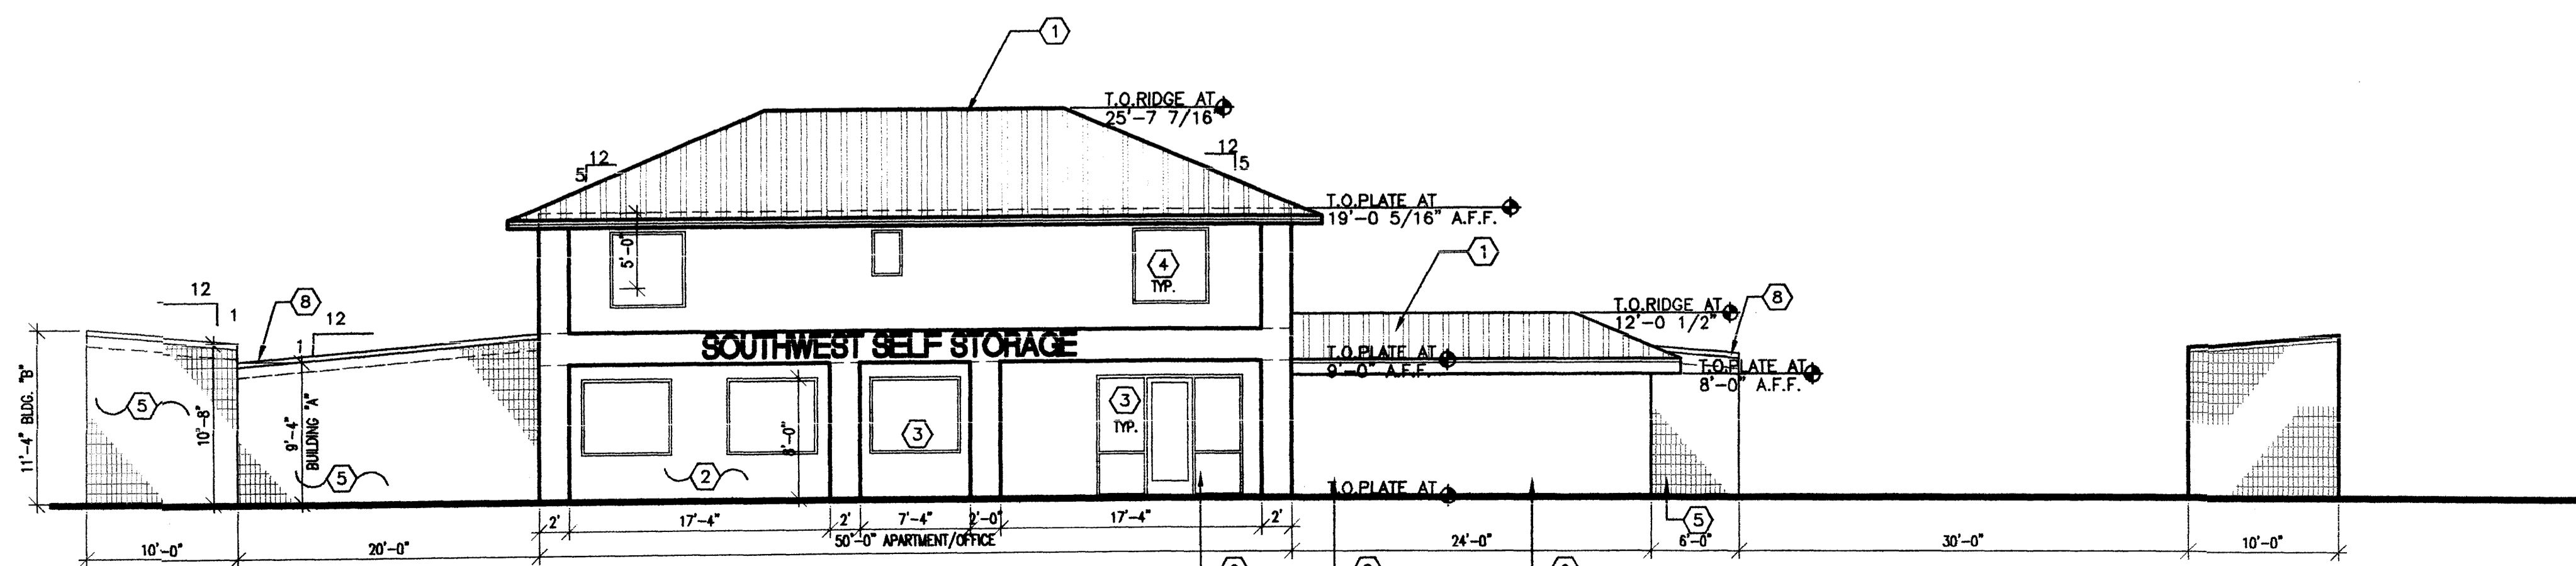 1
T.O.RIDGE AT
25'-7 7/16"
12
5
12
5
T.O.PLATE AT
19'-0 5/16" A.F.F.
5'-0"
4
TYP.
1
12
1
8
12
1
T.O.RIDGE AT
12'-0 1/2"
8
SOUTHWEST SELF STORAGE
T.O.PLATE AT
9'-0" A.F.F.
T.O.PLATE AT
8'-0" A.F.F.
11'-4" BLDG. "B"
5
10'-8"
9'-4"
BUILDING "A"
5
2
8'-0"
3
3
TYP.
T.O.PLATE AT
5
2'
17'-4"
2'
7'-4"
2'-0"
17'-4"
2'
10'-0"
20'-0"
50'-0" APARTMENT/OFFICE
24'-0"
6'-0"
30'-0"
10'-0"